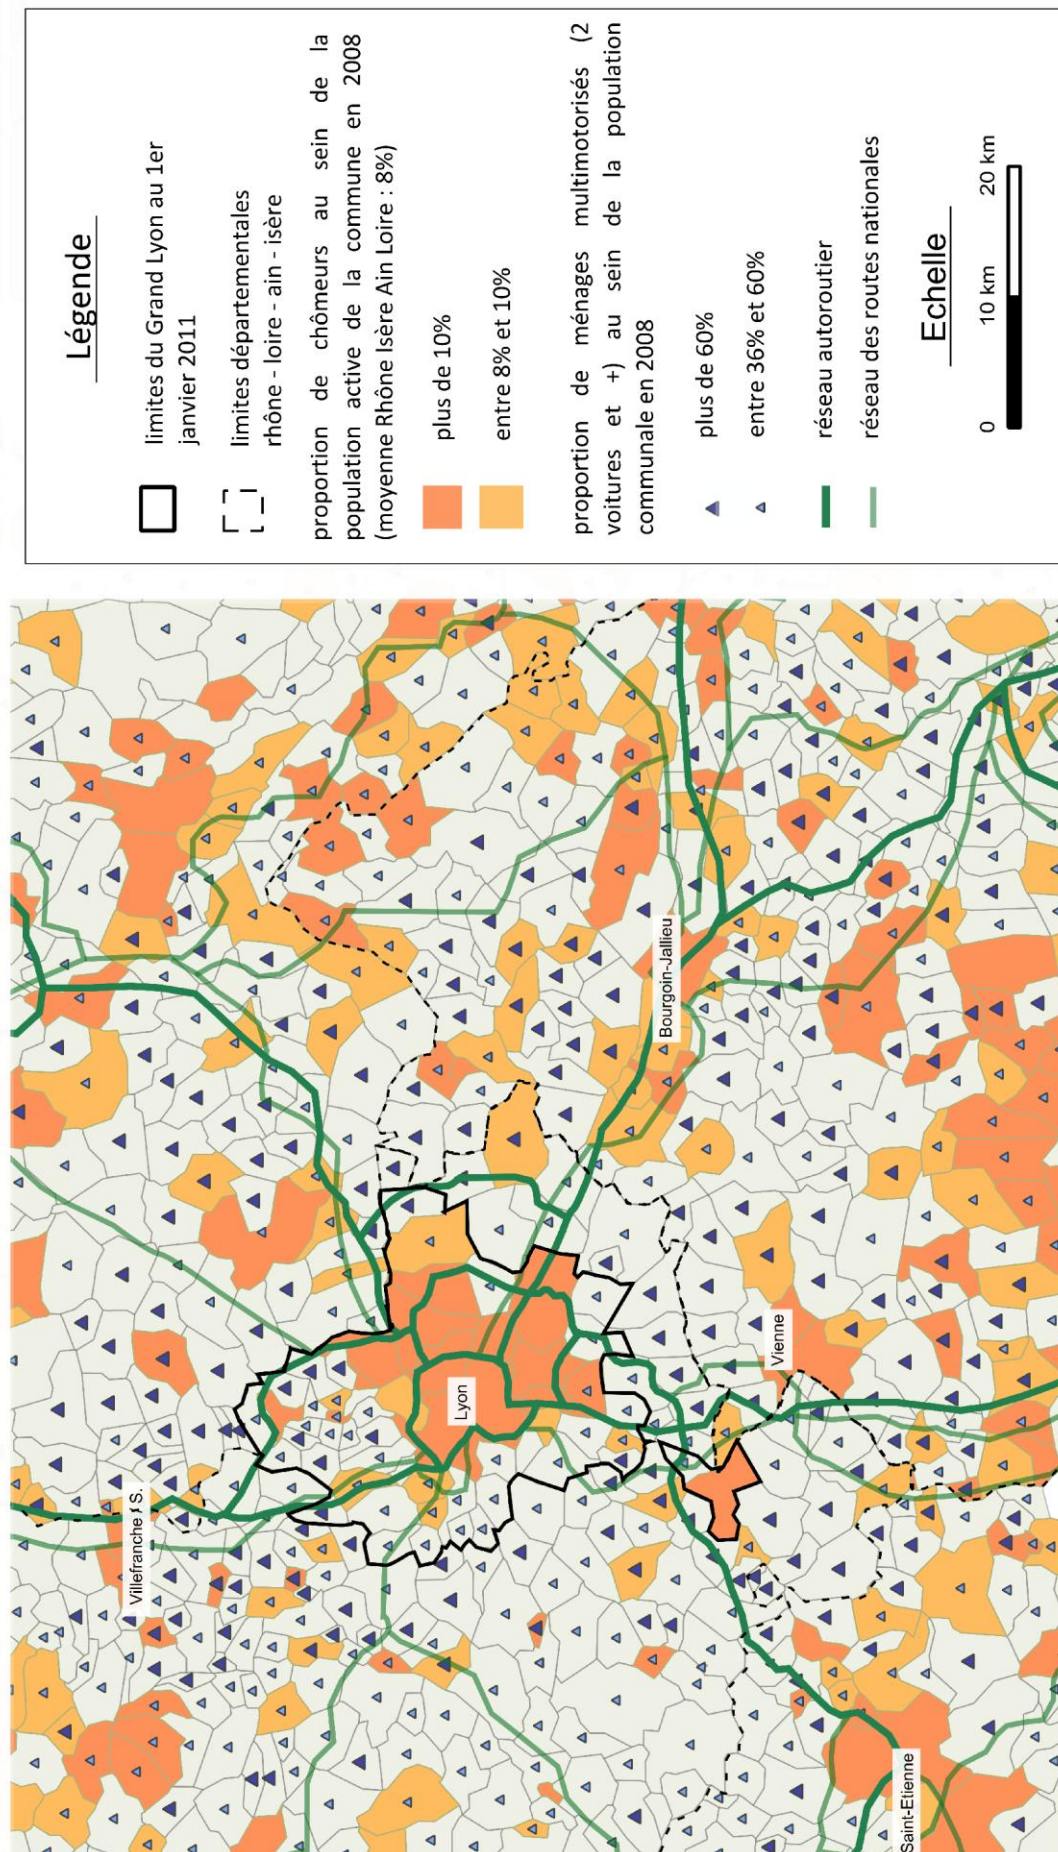 Légende
limites du Grand Lyon au 1er
janvier 2011
limites départementales
rhône - loire - ain - isère
proportion de chômeurs au sein de la
population active de la commune en 2008
(moyenne Rhône Isère Ain Loire : 8%)
plus de 10%
entre 8% et 10%
proportion de ménages multimotorisés (2
voitures et +) au sein de la population
communale en 2008
plus de 60%
entre 36% et 60%
réseau autoroutier
réseau des routes nationales
Echelle
0 10 km 20 km
Villefranche / S.
Lyon
Bourgoin-Jallieu
Vienne
Saint-Etienne